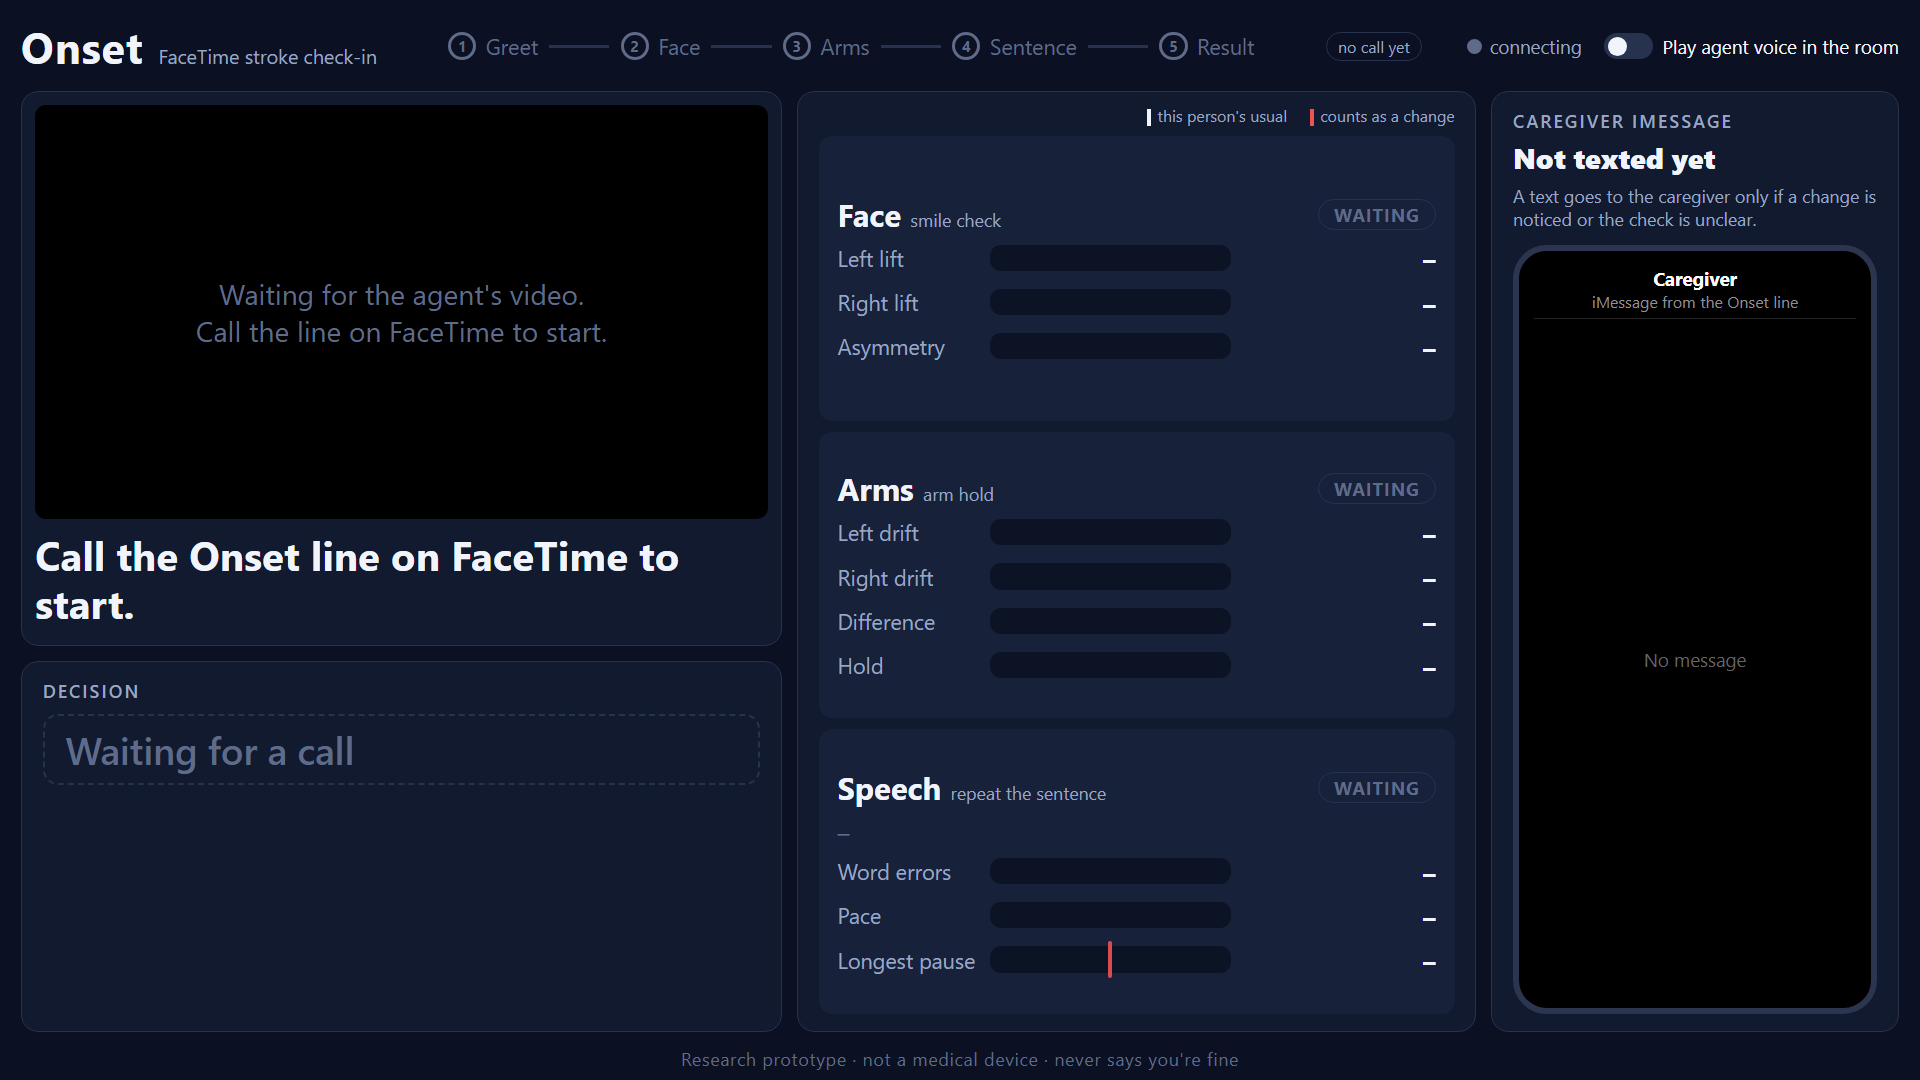 Onset FaceTime stroke check-in
1 Greet 2 Face 3 Arms 4 Sentence 5 Result
no call yet
connecting
Play agent voice in the room
Waiting for the agent's video.
Call the line on FaceTime to start.
Call the Onset line on FaceTime to
start.
DECISION
Waiting for a call
this person's usual
counts as a change
Face smile check
WAITING
Left lift –
Right lift –
Asymmetry –
Arms arm hold
WAITING
Left drift –
Right drift –
Difference –
Hold –
Speech repeat the sentence
WAITING
–
Word errors –
Pace –
Longest pause –
CAREGIVER IMESSAGE
Not texted yet
A text goes to the caregiver only if a change is
noticed or the check is unclear.
Caregiver
iMessage from the Onset line
No message
Research prototype · not a medical device · never says you're fine